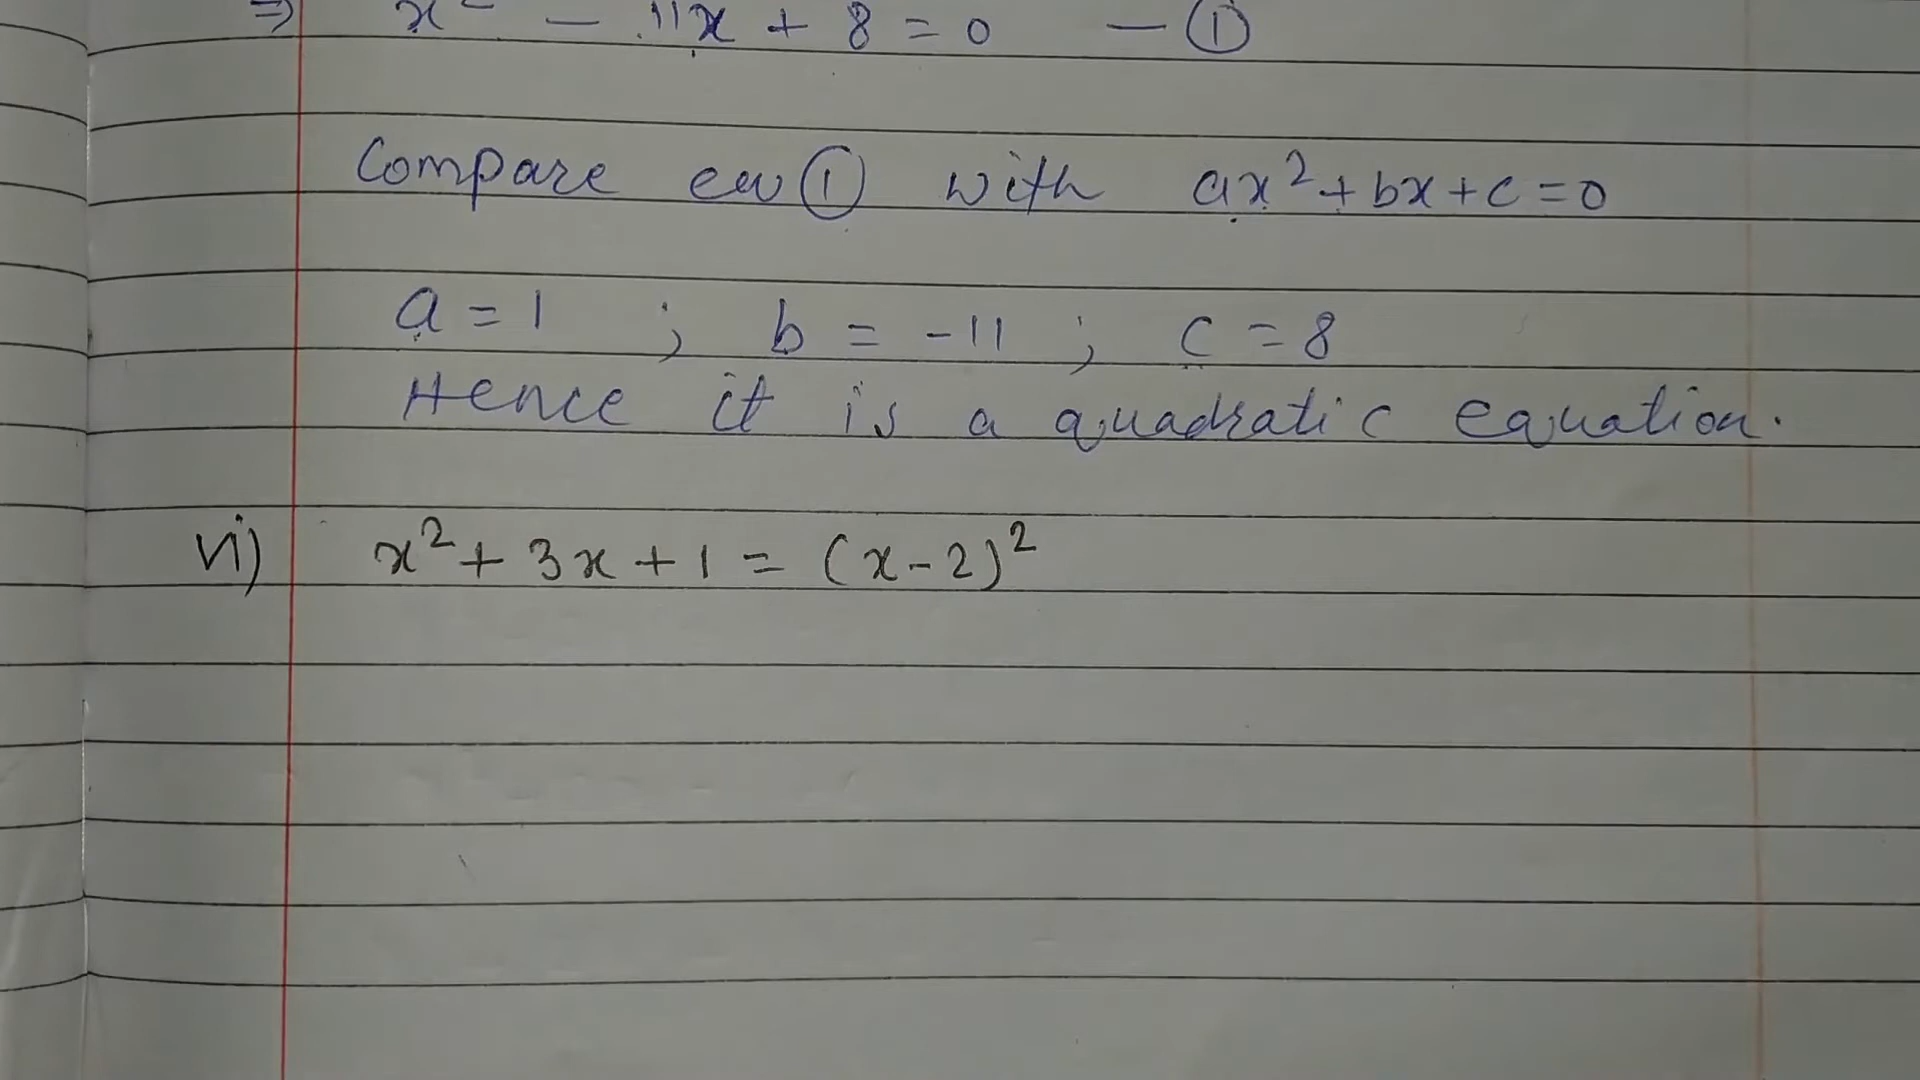 ⇒ x² - 11x + 8 = 0 — ①
Compare eq ① with ax² + bx + c = 0
a = 1 ; b = -11 ; c = 8
Hence it is a quadratic equation.
vi) x² + 3x + 1 = (x-2)²